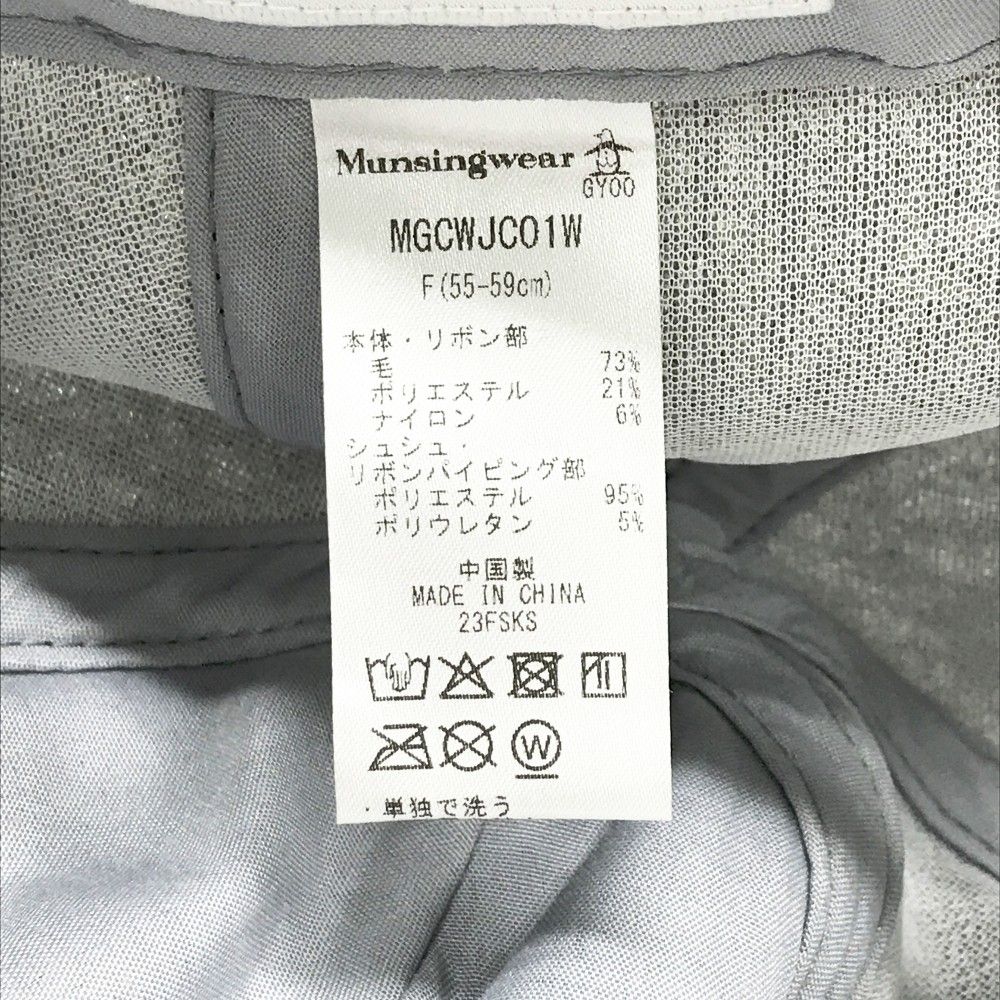 Munsingwear
GYOO
MGCWJC01W
F(55-59cm)
本体・リボン部
毛 73%
ポリエステル 21%
ナイロン 6%
シュシュ・
リボンパイピング部
ポリエステル 95%
ポリウレタン 5%
中国製
MADE IN CHINA
23FSKS
W
・単独で洗う